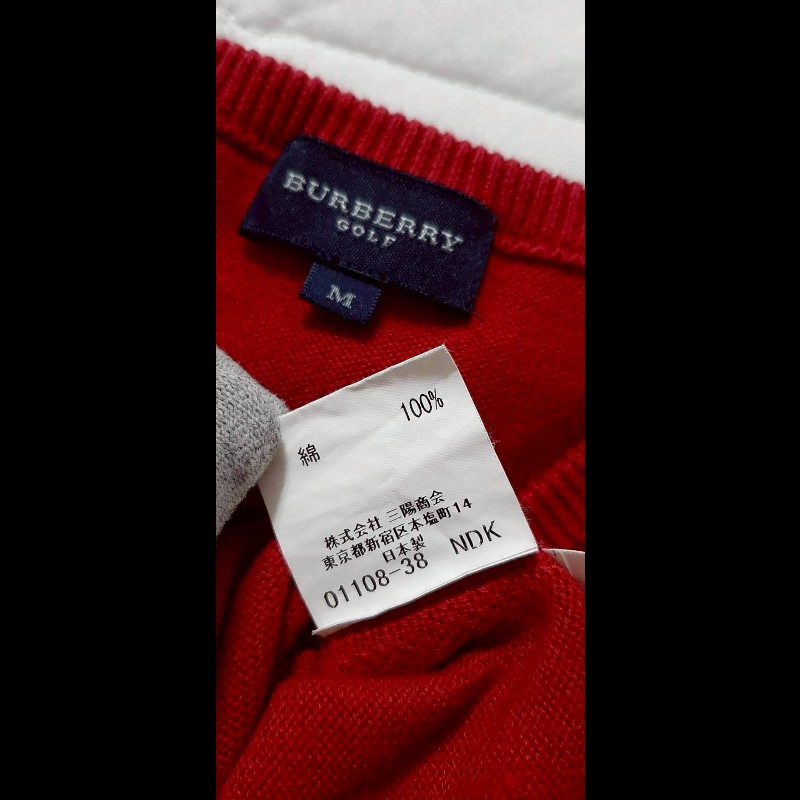 BURBERRY
GOLF
M
綿 100%
株式会社 三陽商会
東京都新宿区本塩町14
日本製
01108-38 NDK